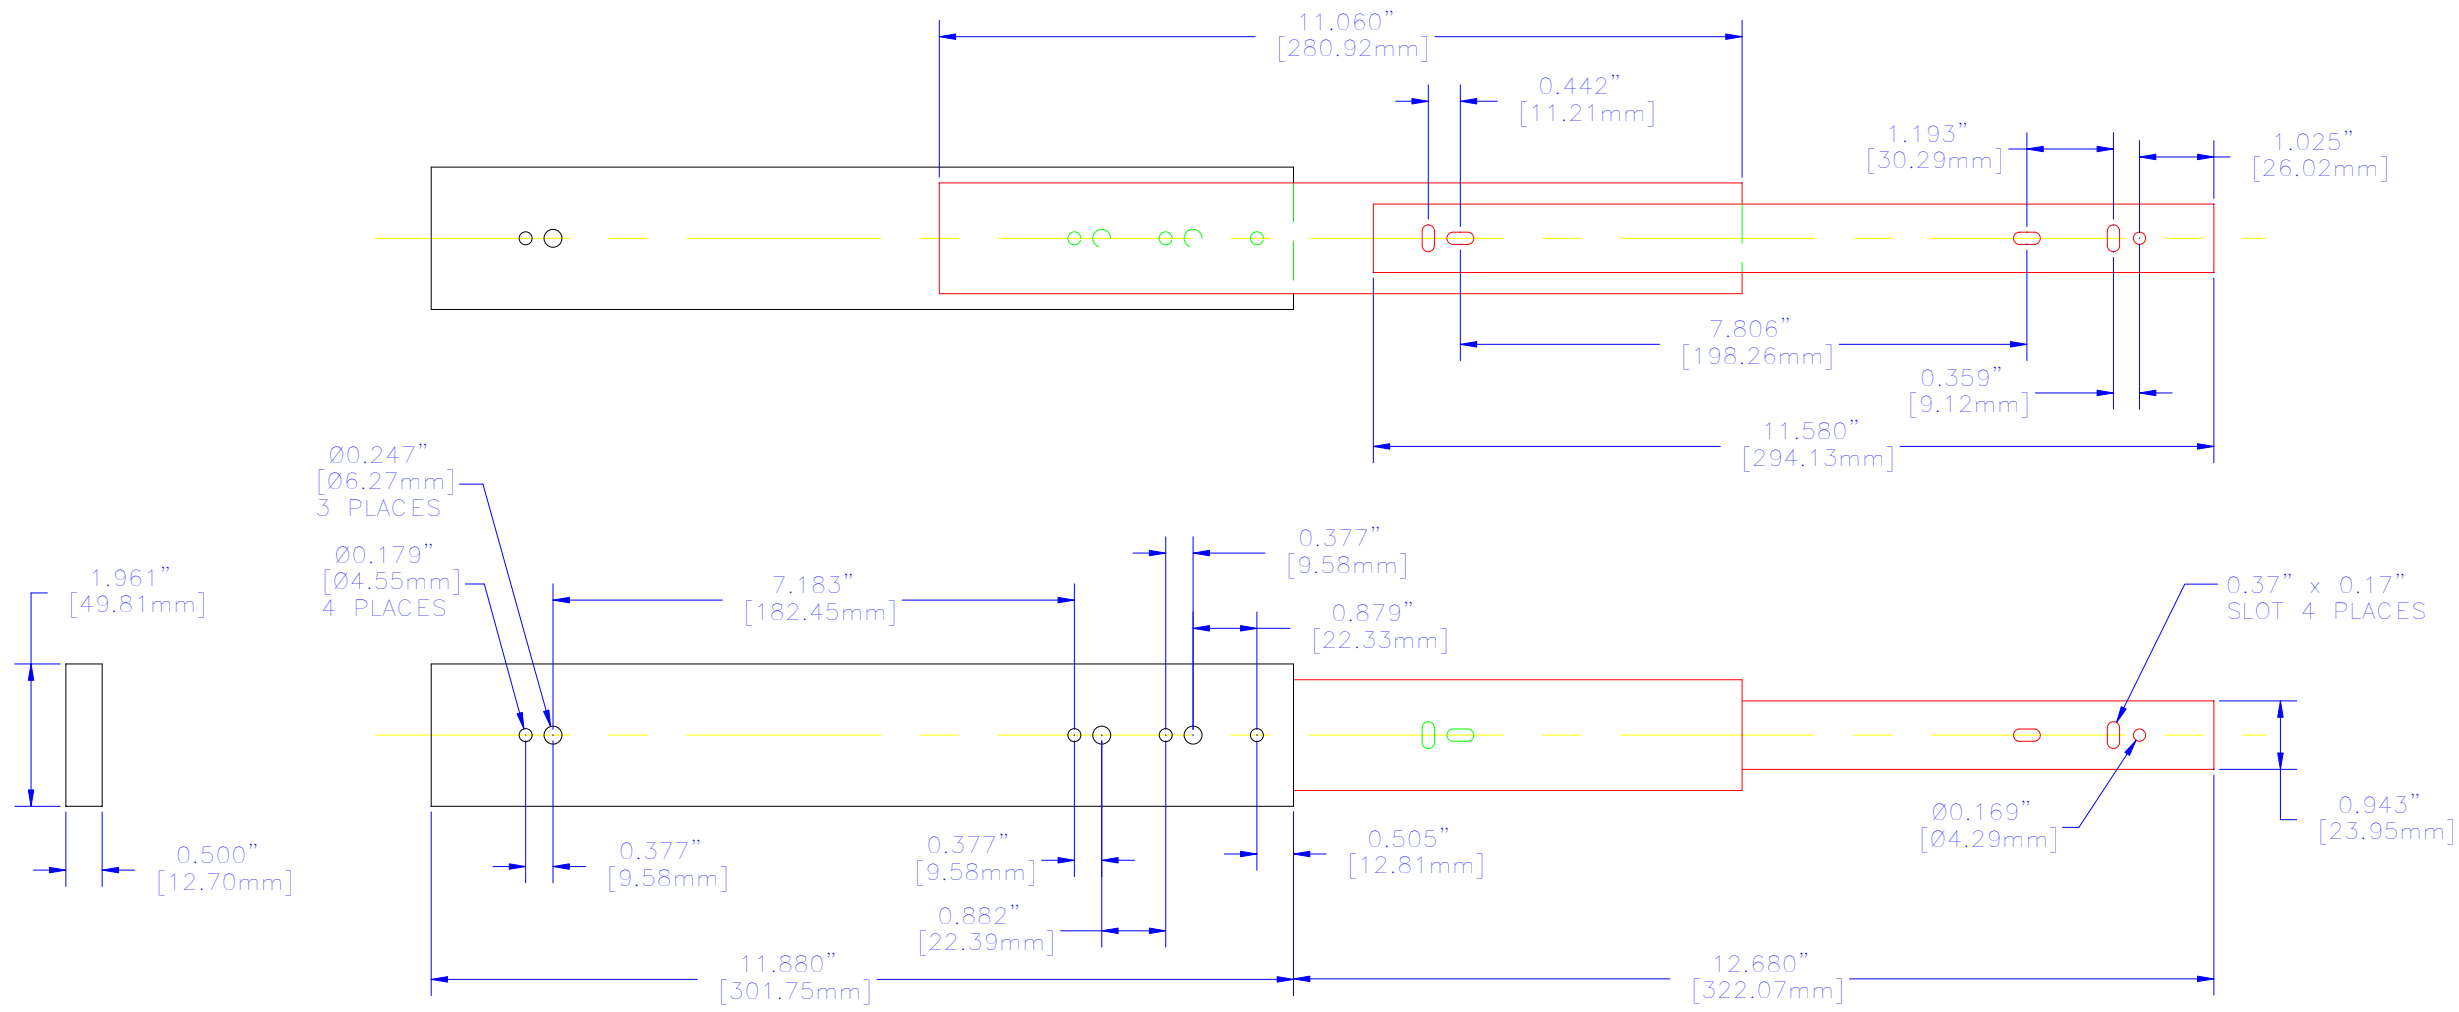 11.060”
[280.92mm]
0.442”
[11.21mm]
1.193”
[30.29mm]
1.025”
[26.02mm]
7.806”
[198.26mm]
0.359”
[9.12mm]
11.580”
[294.13mm]
Ø0.247”
[Ø6.27mm]
3 PLACES
Ø0.179”
[Ø4.55mm]
4 PLACES
1.961”
[49.81mm]
7.183”
[182.45mm]
0.377”
[9.58mm]
0.879”
[22.33mm]
0.37” x 0.17”
SLOT 4 PLACES
0.500”
[12.70mm]
0.377”
[9.58mm]
0.377”
[9.58mm]
0.505”
[12.81mm]
Ø0.169”
[Ø4.29mm]
0.943”
[23.95mm]
0.882”
[22.39mm]
11.880”
[301.75mm]
12.680”
[322.07mm]